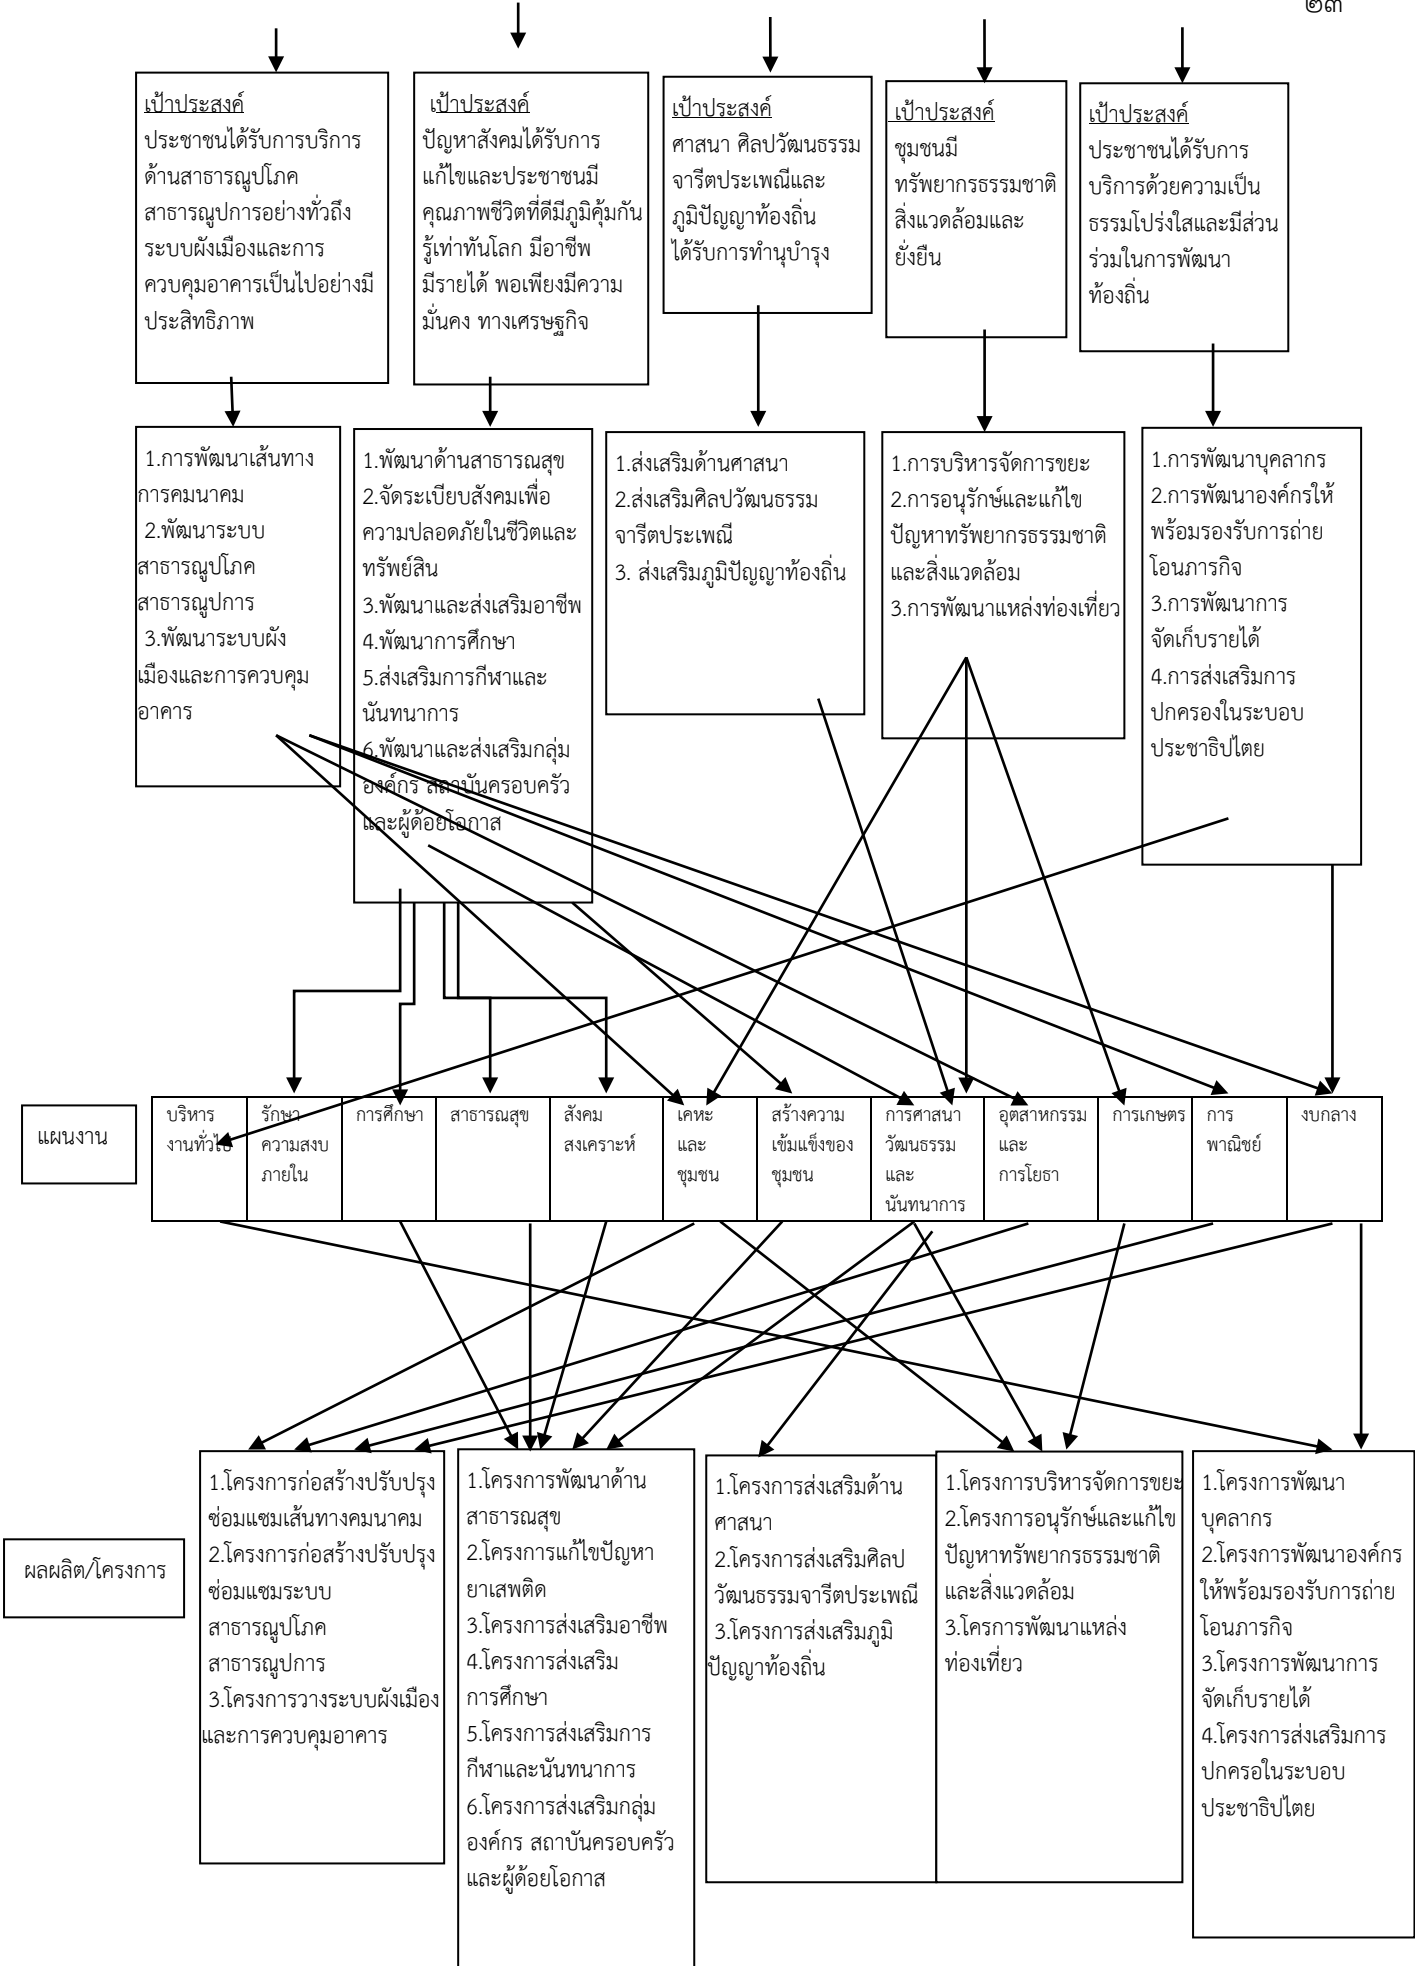 ๒๓
เป้าประสงค์
ประชาชนได้รับการบริการ
ด้านสาธารณูปโภค
สาธารณูปการอย่างทั่วถึง
ระบบผังเมืองและการ
ควบคุมอาคารเป็นไปอย่างมี
ประสิทธิภาพ
เป้าประสงค์
ปัญหาสังคมได้รับการ
แก้ไขและประชาชนมี
คุณภาพชีวิตที่ดีมีภูมิคุ้มกัน
รู้เท่าทันโลก มีอาชีพ
มีรายได้ พอเพียงมีความ
มั่นคง ทางเศรษฐกิจ
เป้าประสงค์
ศาสนา ศิลปวัฒนธรรม
จารีตประเพณีและ
ภูมิปัญญาท้องถิ่น
ได้รับการทำนุบำรุง
เป้าประสงค์
ชุมชนมี
ทรัพยากรธรรมชาติ
สิ่งแวดล้อมและ
ยั่งยืน
เป้าประสงค์
ประชาชนได้รับการ
บริการด้วยความเป็น
ธรรมโปร่งใสและมีส่วน
ร่วมในการพัฒนา
ท้องถิ่น
1.การพัฒนาเส้นทาง
การคมนาคม
2.พัฒนาระบบ
สาธารณูปโภค
สาธารณูปการ
3.พัฒนาระบบผัง
เมืองและการควบคุม
อาคาร
1.พัฒนาด้านสาธารณสุข
2.จัดระเบียบสังคมเพื่อ
ความปลอดภัยในชีวิตและ
ทรัพย์สิน
3.พัฒนาและส่งเสริมอาชีพ
4.พัฒนาการศึกษา
5.ส่งเสริมการกีฬาและ
นันทนาการ
6.พัฒนาและส่งเสริมกลุ่ม
องค์กร สถาบันครอบครัว
และผู้ด้อยโอกาส
1.ส่งเสริมด้านศาสนา
2.ส่งเสริมศิลปวัฒนธรรม
จารีตประเพณี
3. ส่งเสริมภูมิปัญญาท้องถิ่น
1.การบริหารจัดการขยะ
2.การอนุรักษ์และแก้ไข
ปัญหาทรัพยากรธรรมชาติ
และสิ่งแวดล้อม
3.การพัฒนาแหล่งท่องเที่ยว
1.การพัฒนาบุคลากร
2.การพัฒนาองค์กรให้
พร้อมรองรับการถ่าย
โอนภารกิจ
3.การพัฒนาการ
จัดเก็บรายได้
4.การส่งเสริมการ
ปกครองในระบอบ
ประชาธิปไตย
แผนงาน
บริหาร
งานทั่วไป
รักษา
ความสงบ
ภายใน
การศึกษา
สาธารณสุข
สังคม
สงเคราะห์
เคหะ
และ
ชุมชน
สร้างความ
เข้มแข็งของ
ชุมชน
การศาสนา
วัฒนธรรม
และ
นันทนาการ
อุตสาหกรรม
และ
การโยธา
การเกษตร
การ
พาณิชย์
งบกลาง
ผลผลิต/โครงการ
1.โครงการก่อสร้างปรับปรุง
ซ่อมแซมเส้นทางคมนาคม
2.โครงการก่อสร้างปรับปรุง
ซ่อมแซมระบบ
สาธารณูปโภค
สาธารณูปการ
3.โครงการวางระบบผังเมือง
และการควบคุมอาคาร
1.โครงการพัฒนาด้าน
สาธารณสุข
2.โครงการแก้ไขปัญหา
ยาเสพติด
3.โครงการส่งเสริมอาชีพ
4.โครงการส่งเสริม
การศึกษา
5.โครงการส่งเสริมการ
กีฬาและนันทนาการ
6.โครงการส่งเสริมกลุ่ม
องค์กร สถาบันครอบครัว
และผู้ด้อยโอกาส
1.โครงการส่งเสริมด้าน
ศาสนา
2.โครงการส่งเสริมศิลป
วัฒนธรรมจารีตประเพณี
3.โครงการส่งเสริมภูมิ
ปัญญาท้องถิ่น
1.โครงการบริหารจัดการขยะ
2.โครงการอนุรักษ์และแก้ไข
ปัญหาทรัพยากรธรรมชาติ
และสิ่งแวดล้อม
3.โครการพัฒนาแหล่ง
ท่องเที่ยว
1.โครงการพัฒนา
บุคลากร
2.โครงการพัฒนาองค์กร
ให้พร้อมรองรับการถ่าย
โอนภารกิจ
3.โครงการพัฒนาการ
จัดเก็บรายได้
4.โครงการส่งเสริมการ
ปกครอในระบอบ
ประชาธิปไตย